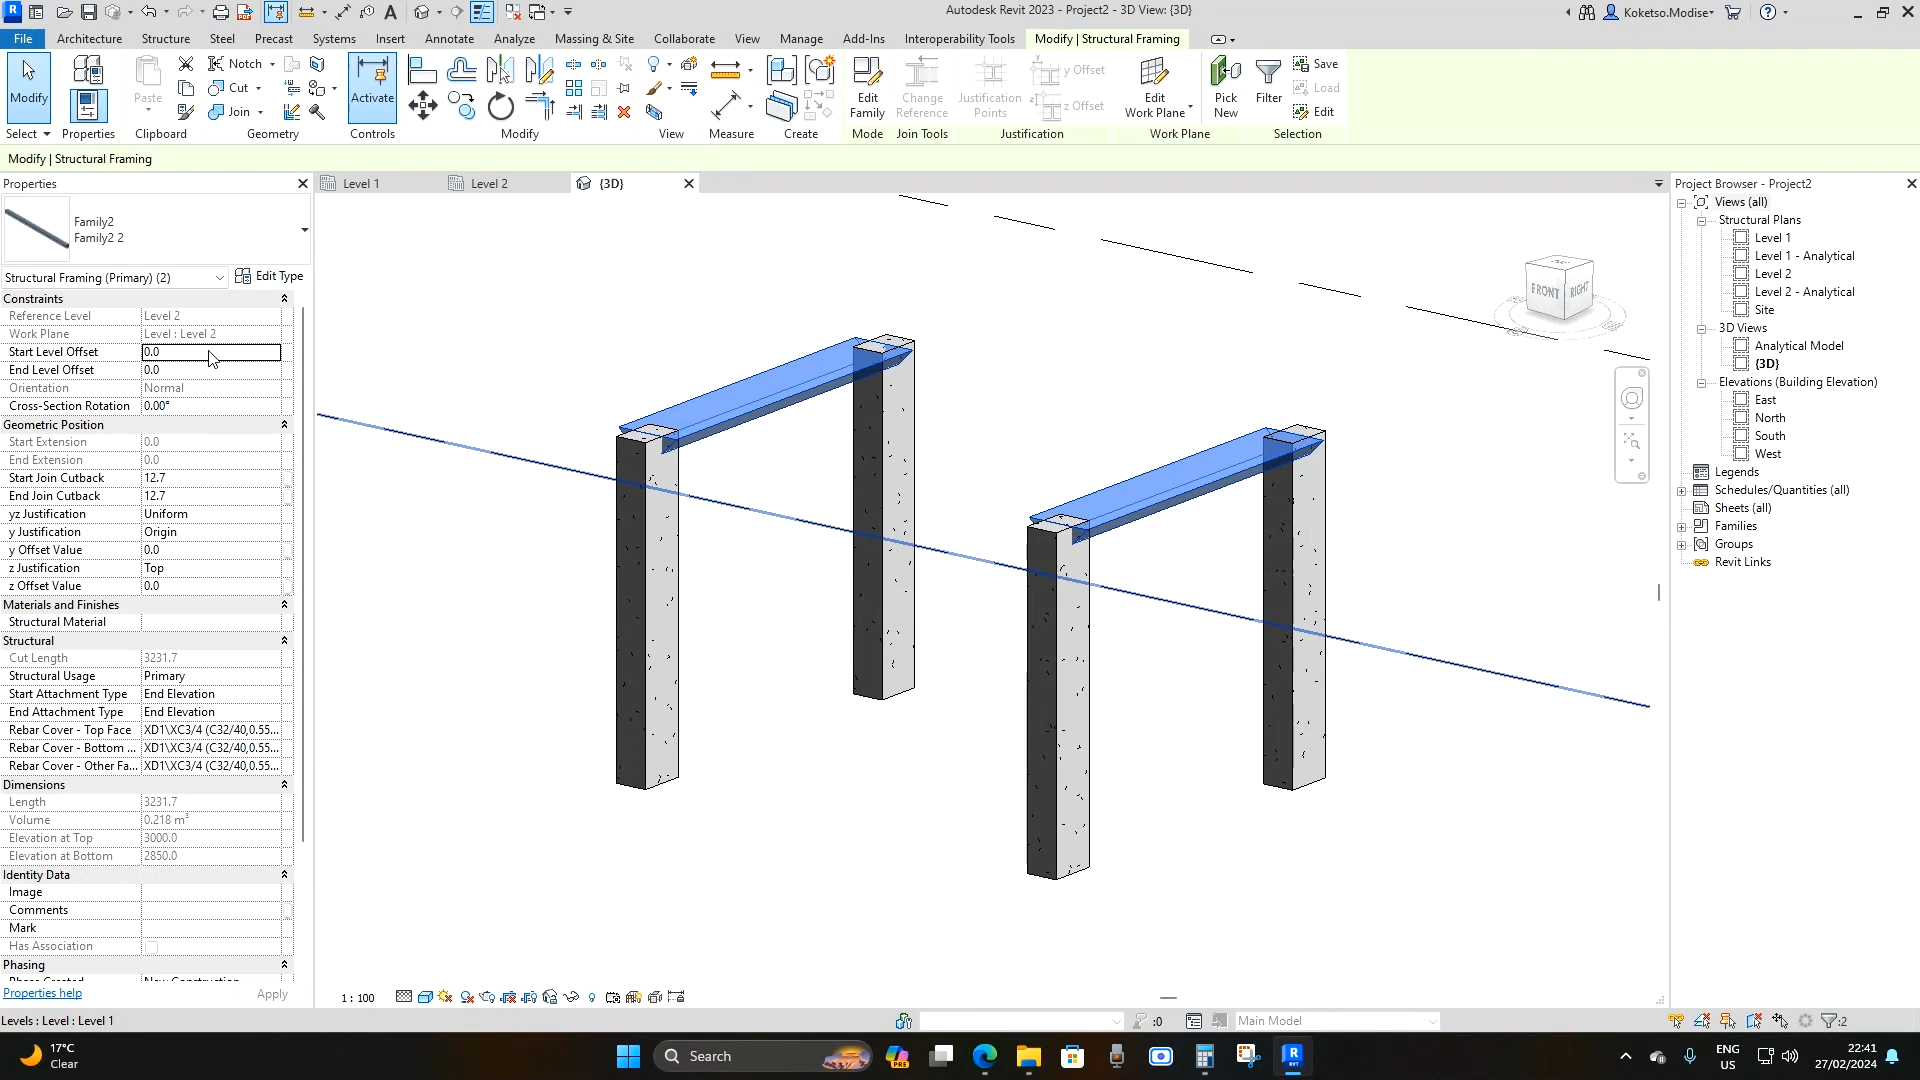 Autodesk Revit 2023 - Project2 - 3D View: {3D}
Koketso.Modise
File Architecture Structure Steel Precast Systems Insert Annotate Analyze Massing & Site Collaborate View Manage Add-Ins Interoperability Tools Modify | Structural Framing
Modify
Paste
Notch
Cut
Join
Activate
Edit Family
Change Reference
Justification Points
y Offset
z Offset
Edit Work Plane
Pick New
Filter
Save
Load
Edit
Select Properties Clipboard Geometry Controls Modify View Measure Create Mode Join Tools Justification Work Plane Selection
Modify | Structural Framing
Properties
Level 1
Level 2
{3D}
Project Browser - Project2
Family2
Family2 2
Structural Framing (Primary) (2) Edit Type
Constraints
Reference Level Level 2
Work Plane Level : Level 2
Start Level Offset 0.0
End Level Offset 0.0
Orientation Normal
Cross-Section Rotation 0.00°
Geometric Position
Start Extension 0.0
End Extension 0.0
Start Join Cutback 12.7
End Join Cutback 12.7
yz Justification Uniform
y Justification Origin
y Offset Value 0.0
z Justification Top
z Offset Value 0.0
Materials and Finishes
Structural Material
Structural
Cut Length 3231.7
Structural Usage Primary
Start Attachment Type End Elevation
End Attachment Type End Elevation
Rebar Cover - Top Face XD1\XC3/4 (C32/40,0.55...
Rebar Cover - Bottom ... XD1\XC3/4 (C32/40,0.55...
Rebar Cover - Other Fa... XD1\XC3/4 (C32/40,0.55...
Dimensions
Length 3231.7
Volume 0.218 m³
Elevation at Top 3000.0
Elevation at Bottom 2850.0
Identity Data
Image
Comments
Mark
Has Association
Phasing
Properties help Apply
FRONT RIGHT
Views (all)
Structural Plans
Level 1
Level 1 - Analytical
Level 2
Level 2 - Analytical
Site
3D Views
Analytical Model
{3D}
Elevations (Building Elevation)
East
North
South
West
Legends
Schedules/Quantities (all)
Sheets (all)
Families
Groups
Revit Links
1 : 100
Levels : Level : Level 1
:0
Main Model
:2
17°C
Clear
Search
PRE
ENG
US
22:41
27/02/2024